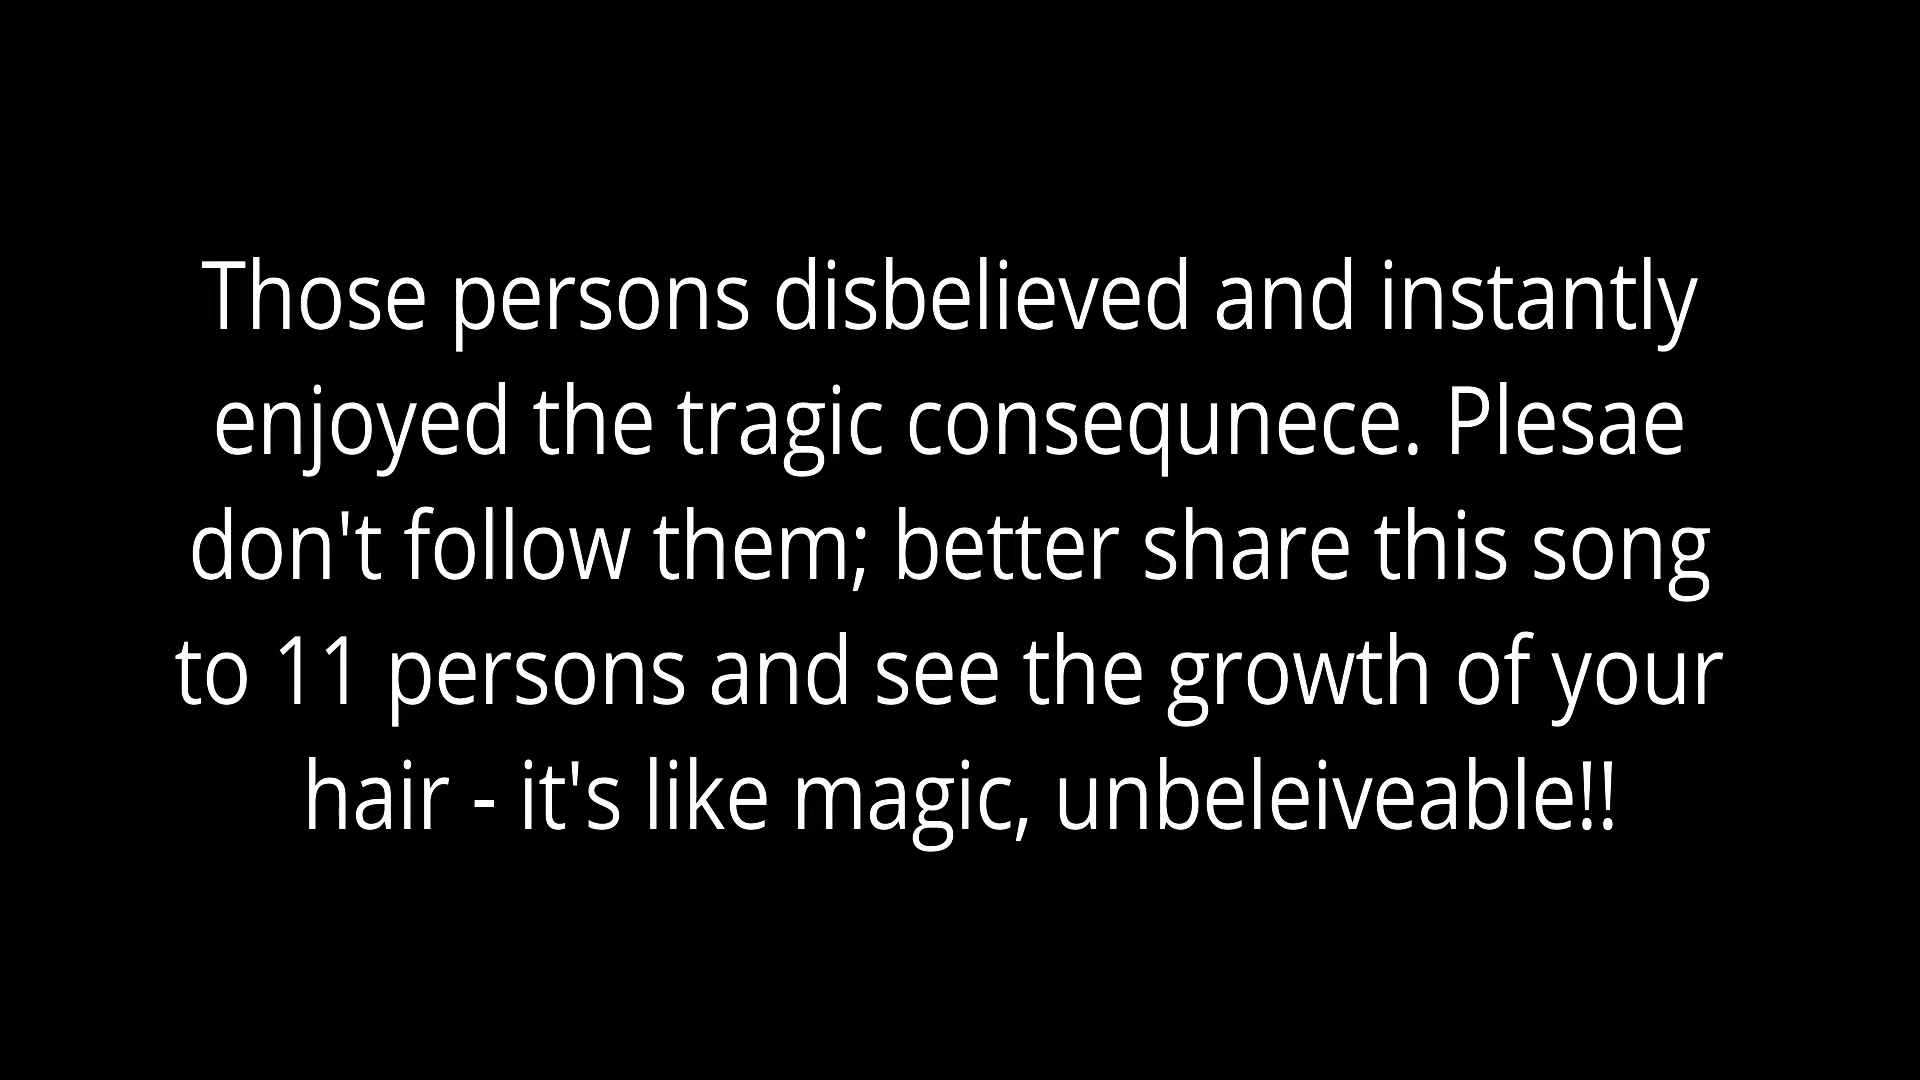 Those persons disbelieved and instantly
enjoyed the tragic consequnece. Plesae
don't follow them; better share this song
to 11 persons and see the growth of your
hair - it's like magic, unbeleiveable!!